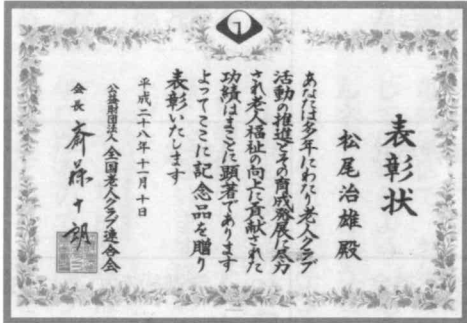 表彰状
松尾治雄殿
あなたは多年にわたり老人クラブ
活動の推進とその育成発展に尽力
され老人福祉の向上に貢献された
功績はまことに顕著であります
よってここに記念品を贈り
表彰いたします
平成二十八年十一月十日
公益財団法人全国老人クラブ連合会
会長 斎藤十朗